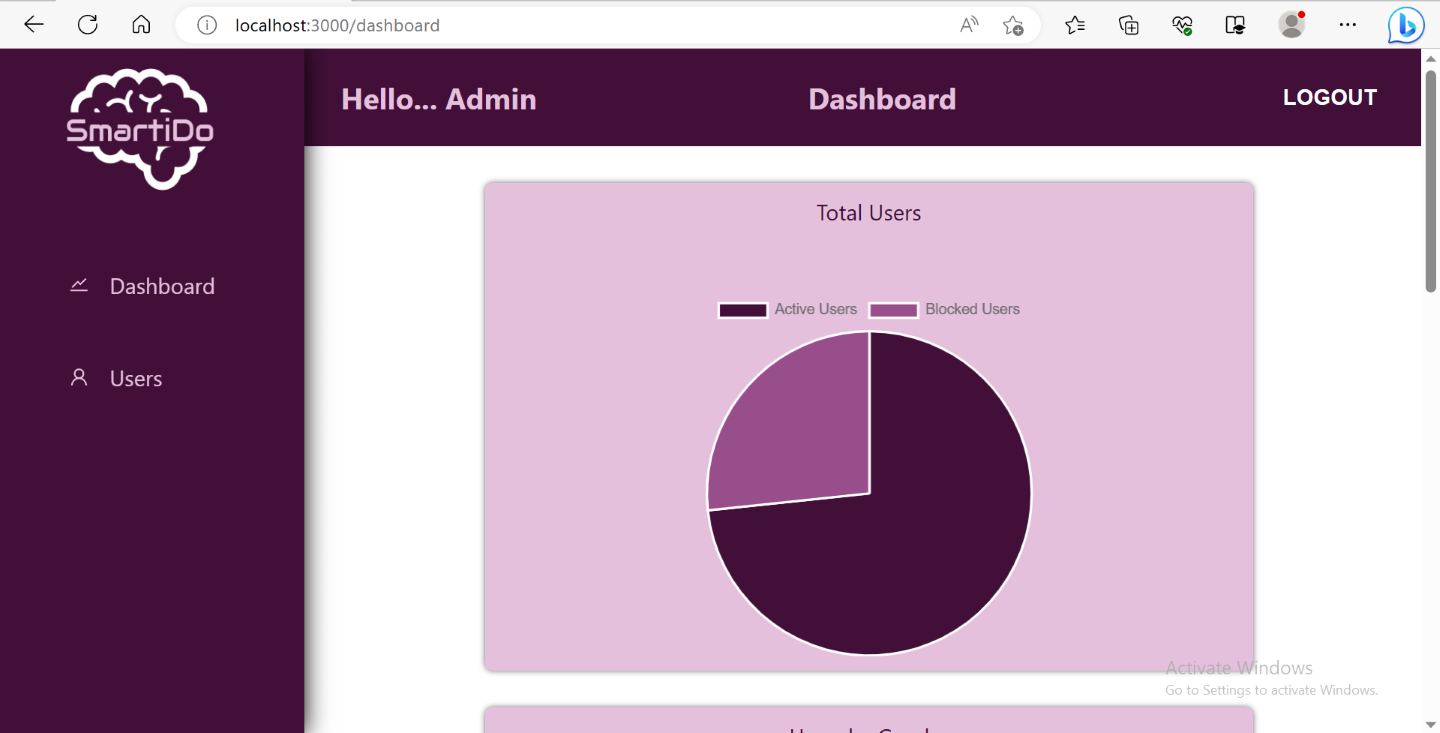 localhost:3000/dashboard
SmartiDo
Hello... Admin
Dashboard
LOGOUT
Dashboard
Users
Total Users
Active Users
Blocked Users
Activate Windows
Go to Settings to activate Windows.